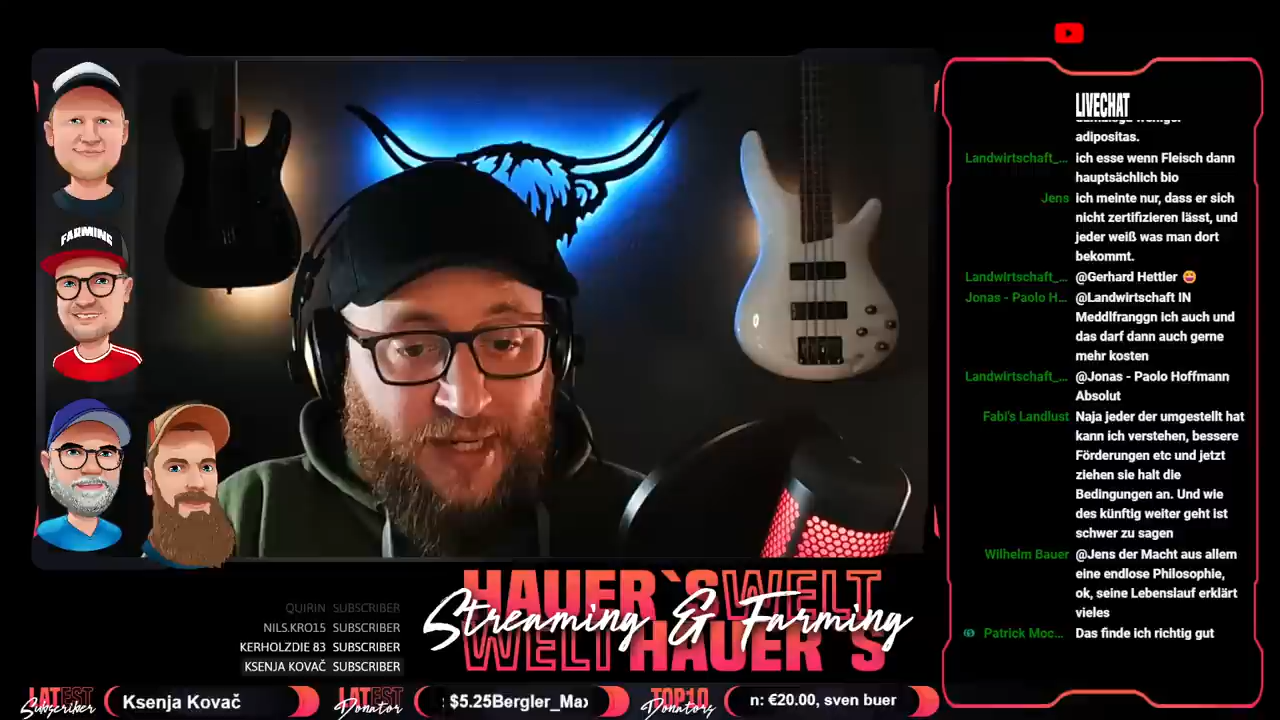 LIVECHAT
adipositas.
Landwirtschaft_... ich esse wenn Fleisch dann
hauptsächlich bio
Jens ich meinte nur, dass er sich
nicht zertifizieren lässt, und
jeder weiß was man dort
bekommt.
Landwirtschaft_... @Gerhard Hettler 😄
Jonas - Paolo H... @Landwirtschaft IN
Meddlfranggn ich auch und
das darf dann auch gerne
mehr kosten
Landwirtschaft_... @Jonas - Paolo Hoffmann
Absolut
Fabi's Landlust Naja jeder der umgestellt hat
kann ich verstehen, bessere
Förderungen etc und jetzt
ziehen sie halt die
Bedingungen an. Und wie
des künftig weiter geht ist
schwer zu sagen
Wilhelm Bauer @Jens der Macht aus allem
eine endlose Philosophie,
ok, seine Lebenslauf erklärt
vieles
Patrick Moc... Das finde ich richtig gut
FARMING
HAUER`S WELT
Streaming & Farming
WELT HAUER`S
QUIRIN SUBSCRIBER
NILS.KRO15 SUBSCRIBER
KERHOLZDIE 83 SUBSCRIBER
KSENJA KOVAČ SUBSCRIBER
LATEST
Subscriber
Ksenja Kovač
LATEST
Donator
$5.25Bergler_Max
TOP10
Donators
n: €20.00, sven buer